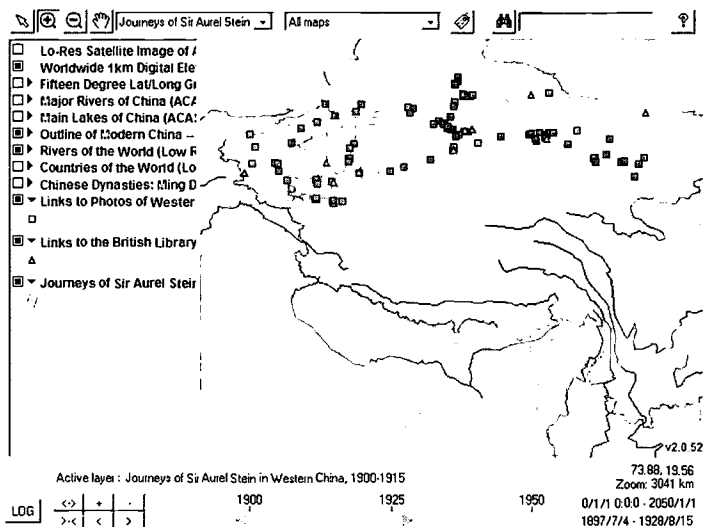 Journeys of Sir Aurel Stein
All maps
?
Lo-Res Satellite Image of A
Worldwide 1km Digital Ele
Fifteen Degree Lat/Long Gr
Major Rivers of China (ACA
Main Lakes of China (ACAS
Outline of Modern China --
Rivers of the World (Low R
Countries of the World (Lo
Chinese Dynasties: Ming D
Links to Photos of Wester
Links to the British Library
Journeys of Sir Aurel Stein
v2.0.52
Active layer : Journeys of Sir Aurel Stein in Western China, 1900-1915
73.88, 19.56
Zoom: 3041 km
LOG
<·> + -
>·< < >
1900 1925 1950
0/1/1 0:0:0 - 2050/1/1
1897/7/4 - 1928/8/15